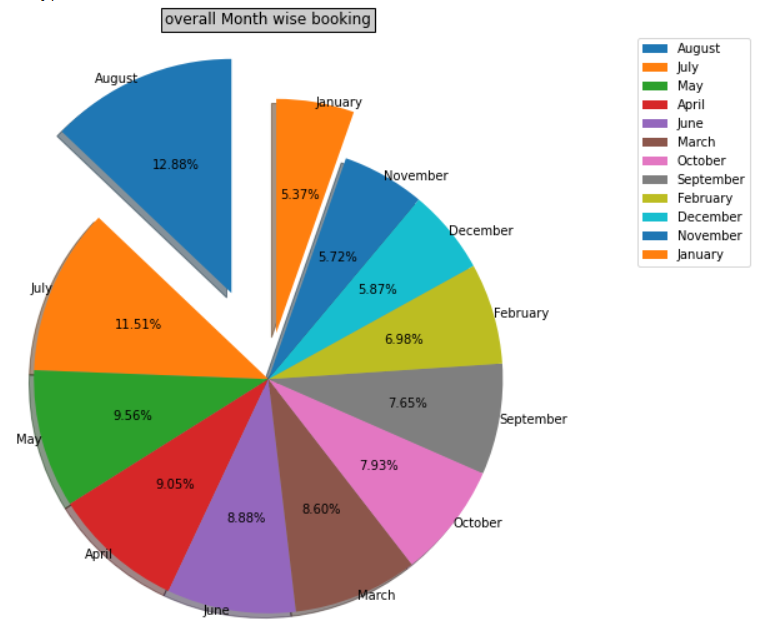 overall Month wise booking
August
12.88%
January
5.37%
November
5.72%
December
5.87%
February
6.98%
September
7.65%
October
7.93%
March
8.60%
June
8.88%
April
9.05%
May
9.56%
July
11.51%
August
July
May
April
June
March
October
September
February
December
November
January